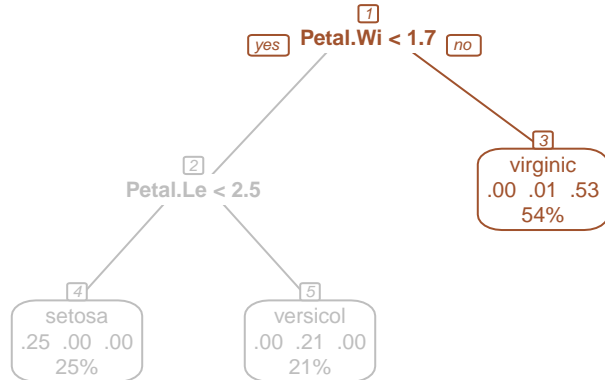 1
yes Petal.Wi < 1.7 no
3
virginic
.00 .01 .53
54%
2
Petal.Le < 2.5
4
setosa
.25 .00 .00
25%
5
versicol
.00 .21 .00
21%